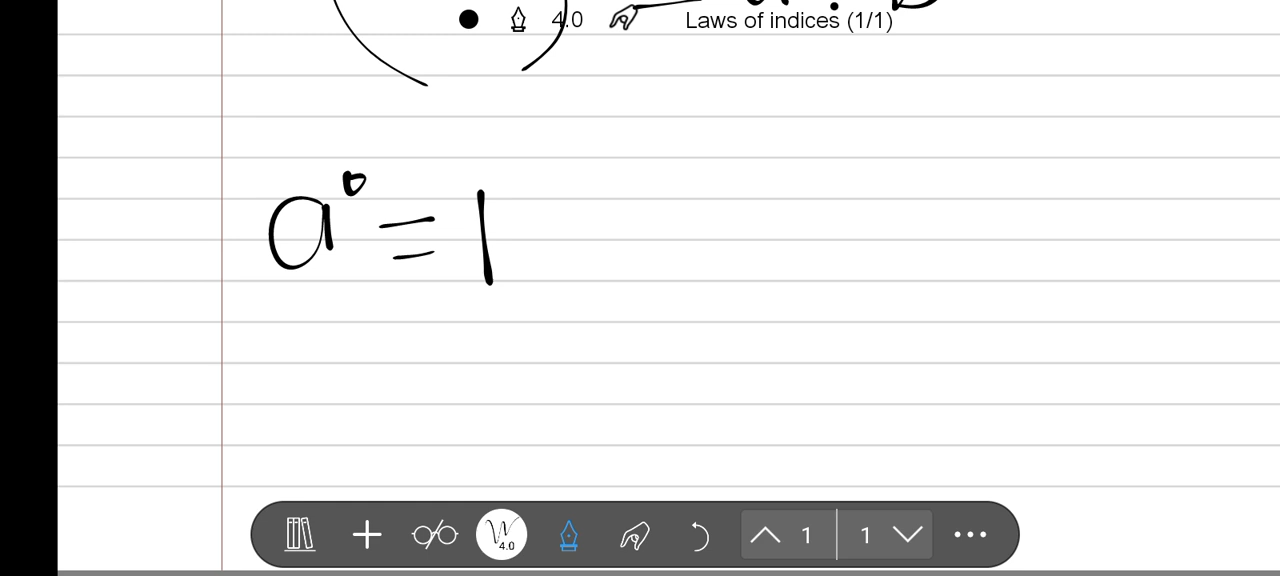 4.0 Laws of indices (1/1)
a⁰ = 1
W 4.0 1 1